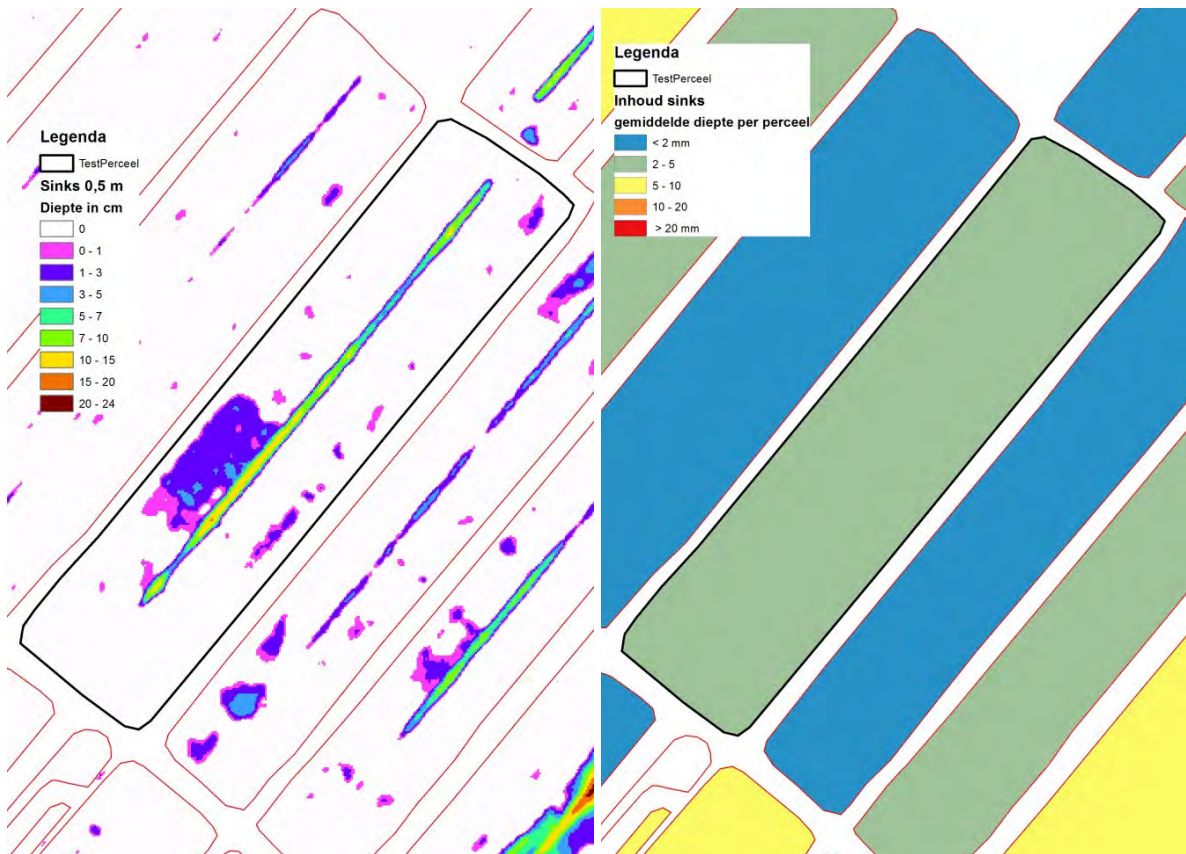 Legenda
TestPerceel
Sinks 0,5 m
Diepte in cm
0
0 - 1
1 - 3
3 - 5
5 - 7
7 - 10
10 - 15
15 - 20
20 - 24
Legenda
TestPerceel
Inhoud sinks
gemiddelde diepte per perceel
< 2 mm
2 - 5
5 - 10
10 - 20
> 20 mm